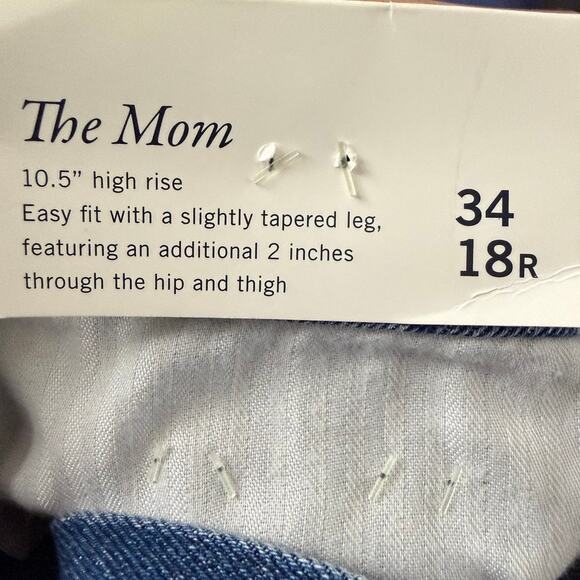 The Mom
10.5” high rise
Easy fit with a slightly tapered leg,
featuring an additional 2 inches
through the hip and thigh
34
18R